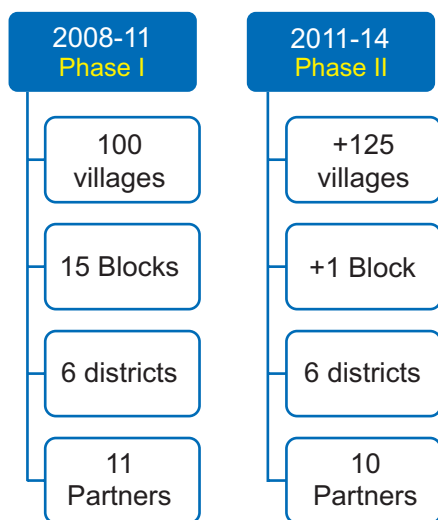 2008-11
Phase I
100
villages
15 Blocks
6 districts
11
Partners
2011-14
Phase II
+125
villages
+1 Block
6 districts
10
Partners